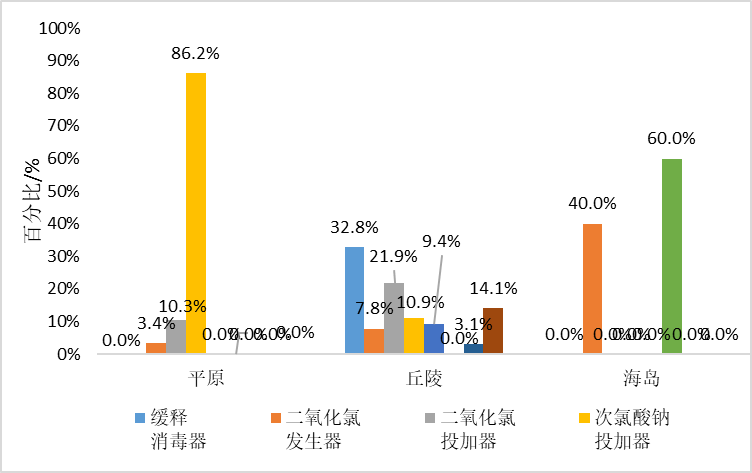 100%
90%
80%
70%
60%
50%
40%
30%
20%
10%
0%
百分比/%
0.0%
3.4%
10.3%
86.2%
0.0%
0.0%
0.0%
0.0%
32.8%
7.8%
21.9%
10.9%
9.4%
0.0%
3.1%
14.1%
0.0%
40.0%
0.0%
0.0%
0.0%
60.0%
0.0%
0.0%
平原
丘陵
海岛
缓释
消毒器
二氧化氯
发生器
二氧化氯
投加器
次氯酸钠
投加器